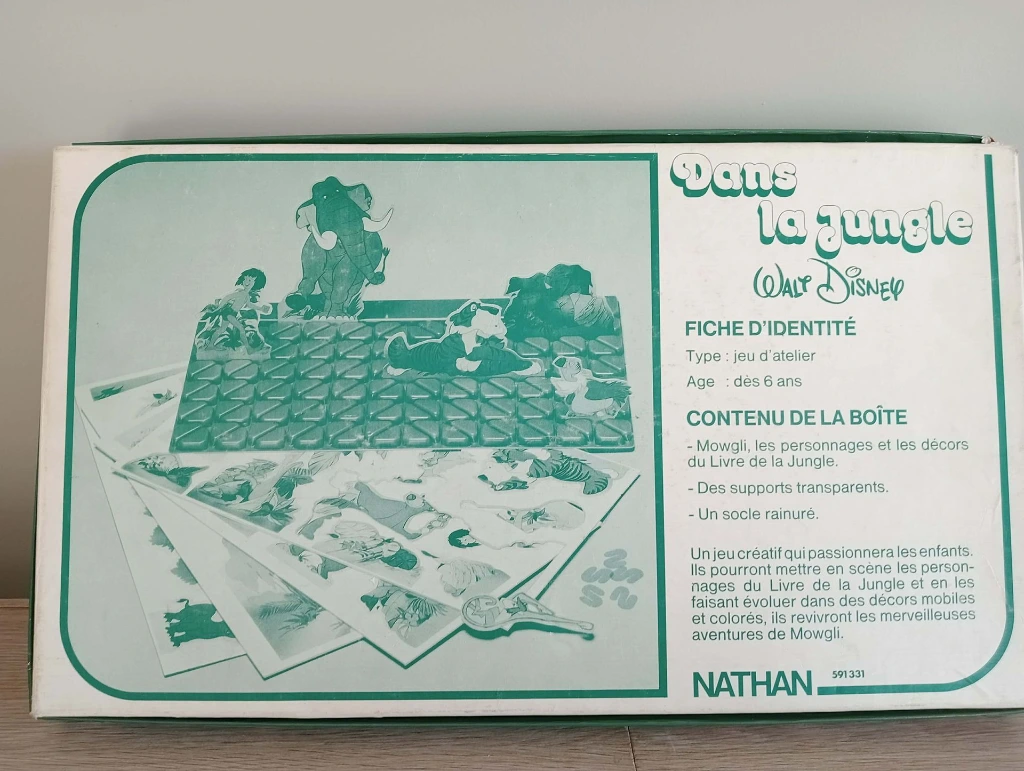 Dans
la Jungle
Walt Disney
FICHE D'IDENTITÉ
Type : jeu d'atelier
Age : dès 6 ans
CONTENU DE LA BOÎTE
- Mowgli, les personnages et les décors
du Livre de la Jungle.
- Des supports transparents.
- Un socle rainuré.
Un jeu créatif qui passionnera les enfants.
Ils pourront mettre en scène les person-
nages du Livre de la Jungle et en les
faisant évoluer dans des décors mobiles
et colorés, ils revivront les merveilleuses
aventures de Mowgli.
NATHAN 591331